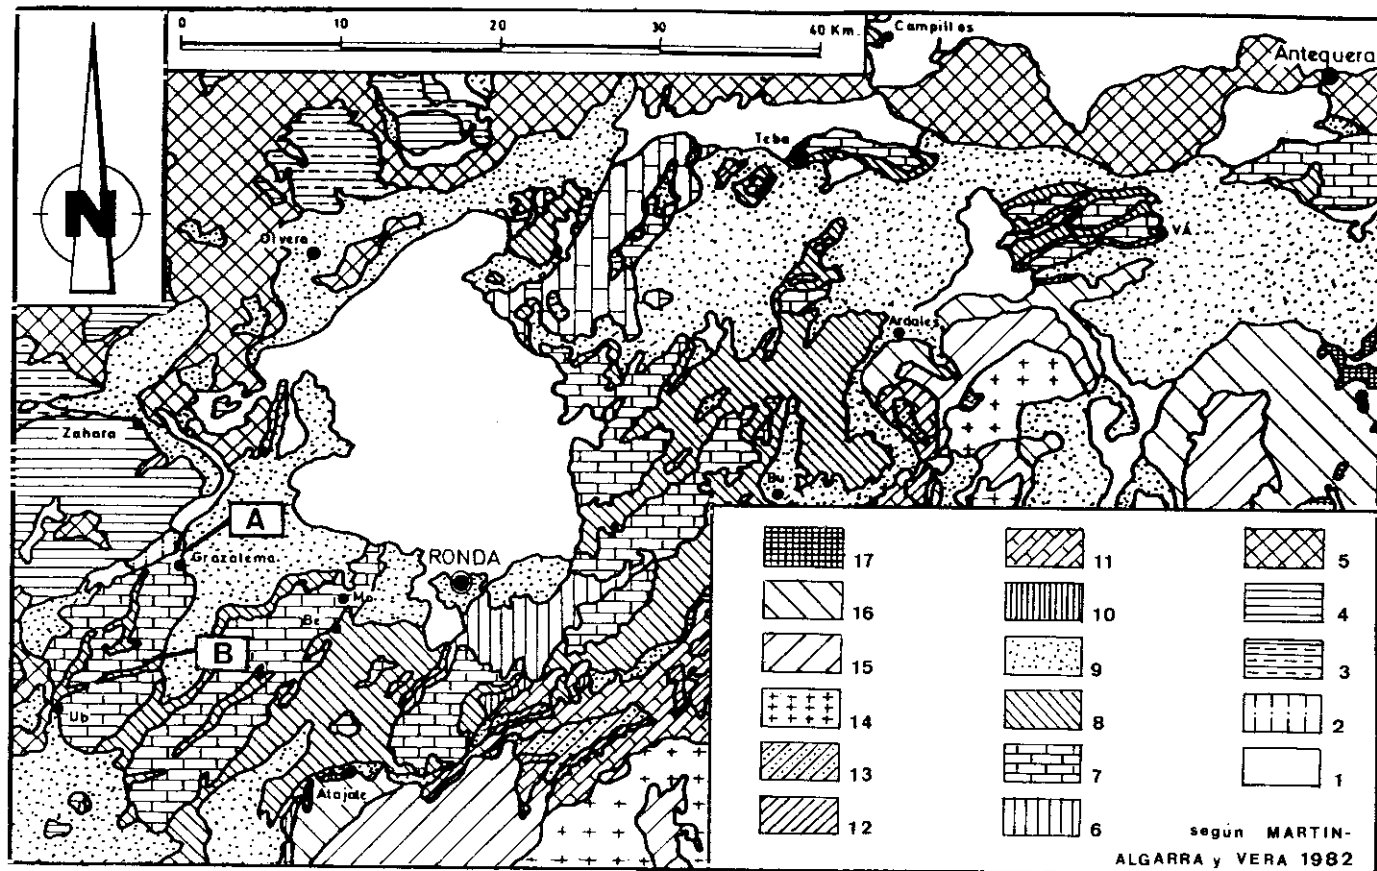 0 10 20 30 40 Km.
Campillos
Antequera
N
Teba
Olvera
VA
Ardales
Zahara
Bu
A
Grazalema
RONDA
Mo
Be
B
Ub
Atajate
17 11 5
16 10 4
15 9 3
14 8 2
13 7 1
12 6
según MARTIN-
ALGARRA y VERA 1982